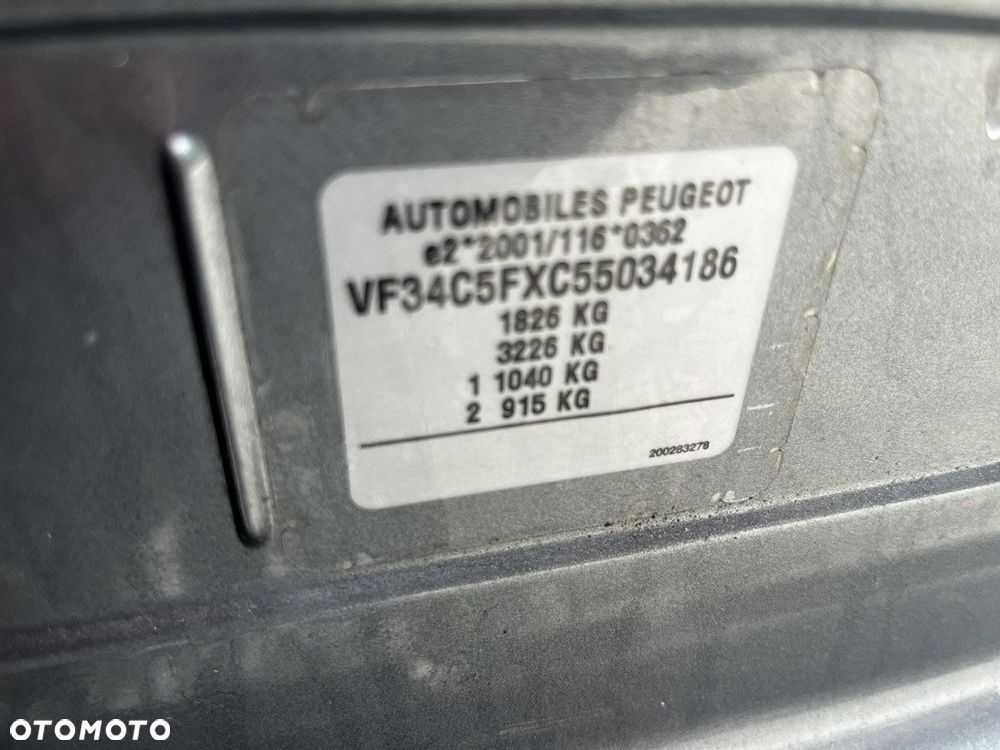 AUTOMOBILES PEUGEOT
e2*2001/116*0362
VF34C5FXC55034186
1826 KG
3226 KG
1 1040 KG
2 915 KG
200283278
OTOMOTO